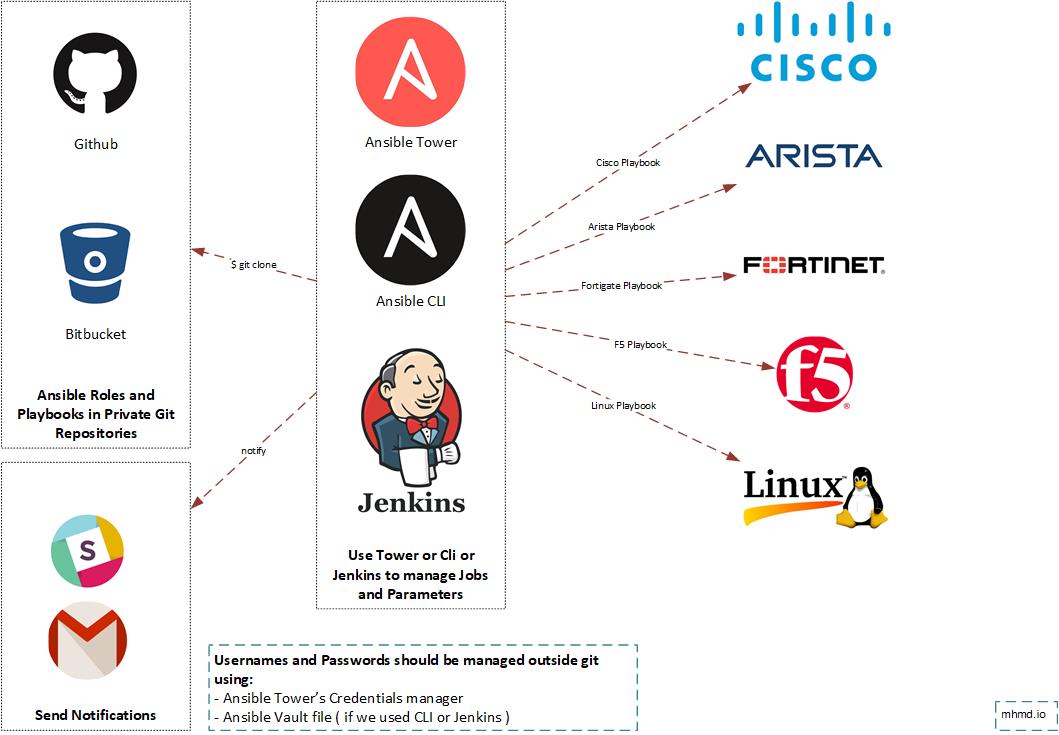 Github
Bitbucket
Ansible Roles and
Playbooks in Private Git
Repositories
S
Send Notifications
$ git clone
notify
Ansible Tower
Ansible CLI
Jenkins
Use Tower or Cli or
Jenkins to manage Jobs
and Parameters
Cisco Playbook
Arista Playbook
Fortigate Playbook
F5 Playbook
Linux Playbook
CISCO
ARISTA
FORTINET®
f5®
Linux™
Usernames and Passwords should be managed outside git
using:
- Ansible Tower’s Credentials manager
- Ansible Vault file ( if we used CLI or Jenkins )
mhmd.io